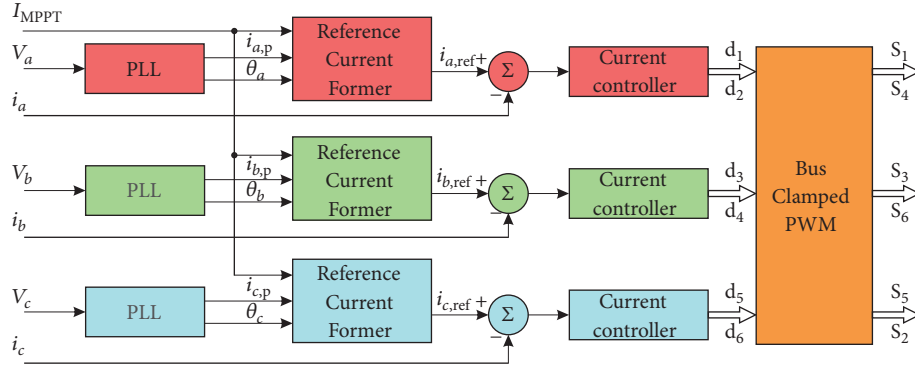 I_MPPT
V_a
PLL
i_a,p
θ_a
Reference
Current
Former
i_a,ref +
Σ
−
Current
controller
d_1
d_2
S_1
S_4
i_a
V_b
PLL
i_b,p
θ_b
Reference
Current
Former
i_b,ref +
Σ
−
Current
controller
d_3
d_4
Bus
Clamped
PWM
S_3
S_6
i_b
V_c
PLL
i_c,p
θ_c
Reference
Current
Former
i_c,ref +
Σ
−
Current
controller
d_5
d_6
S_5
S_2
i_c